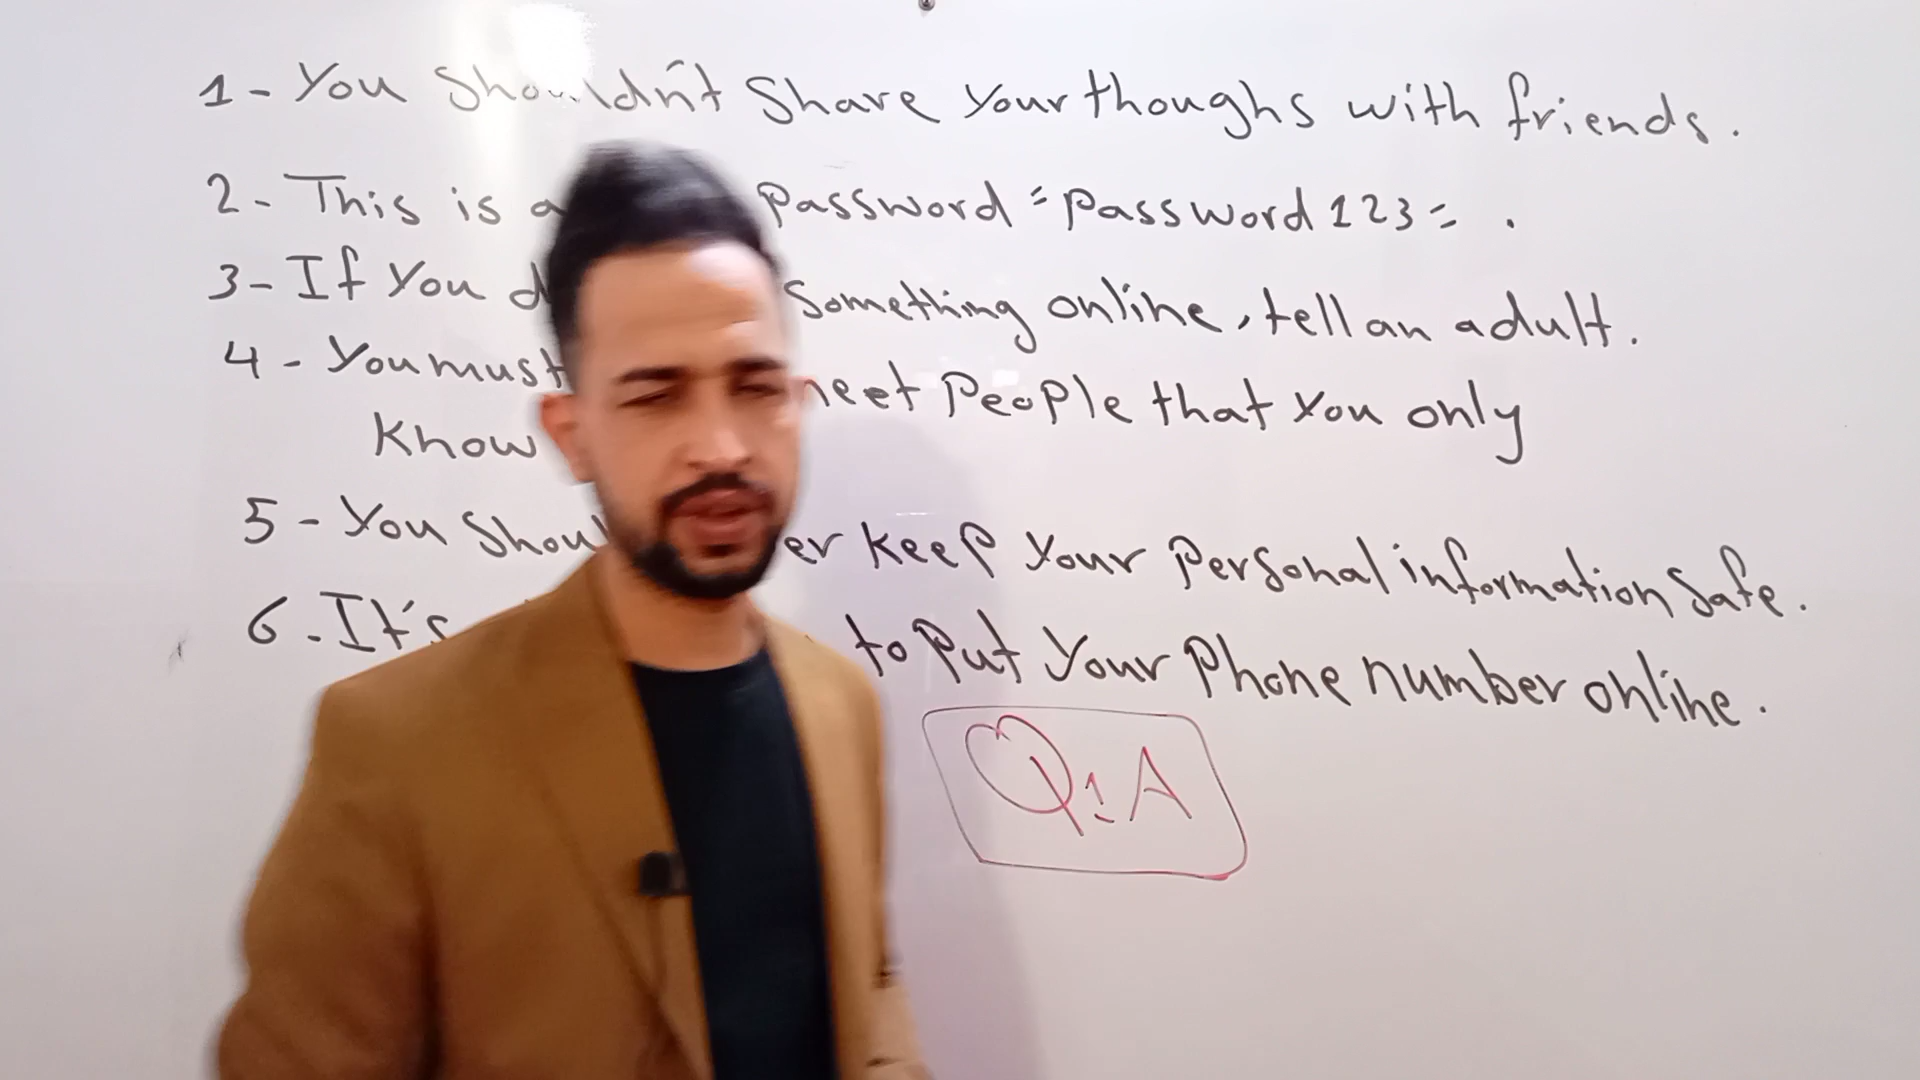 1- You Shouldn't Share your thoughs with friends.
2- This is a Password "Password 123" .
3- If You Something online, tell an adult.
4- You must meet People that you only
Know
5- You Should keep your Personal information Safe.
6. It's to Put your Phone number online.
Q&A